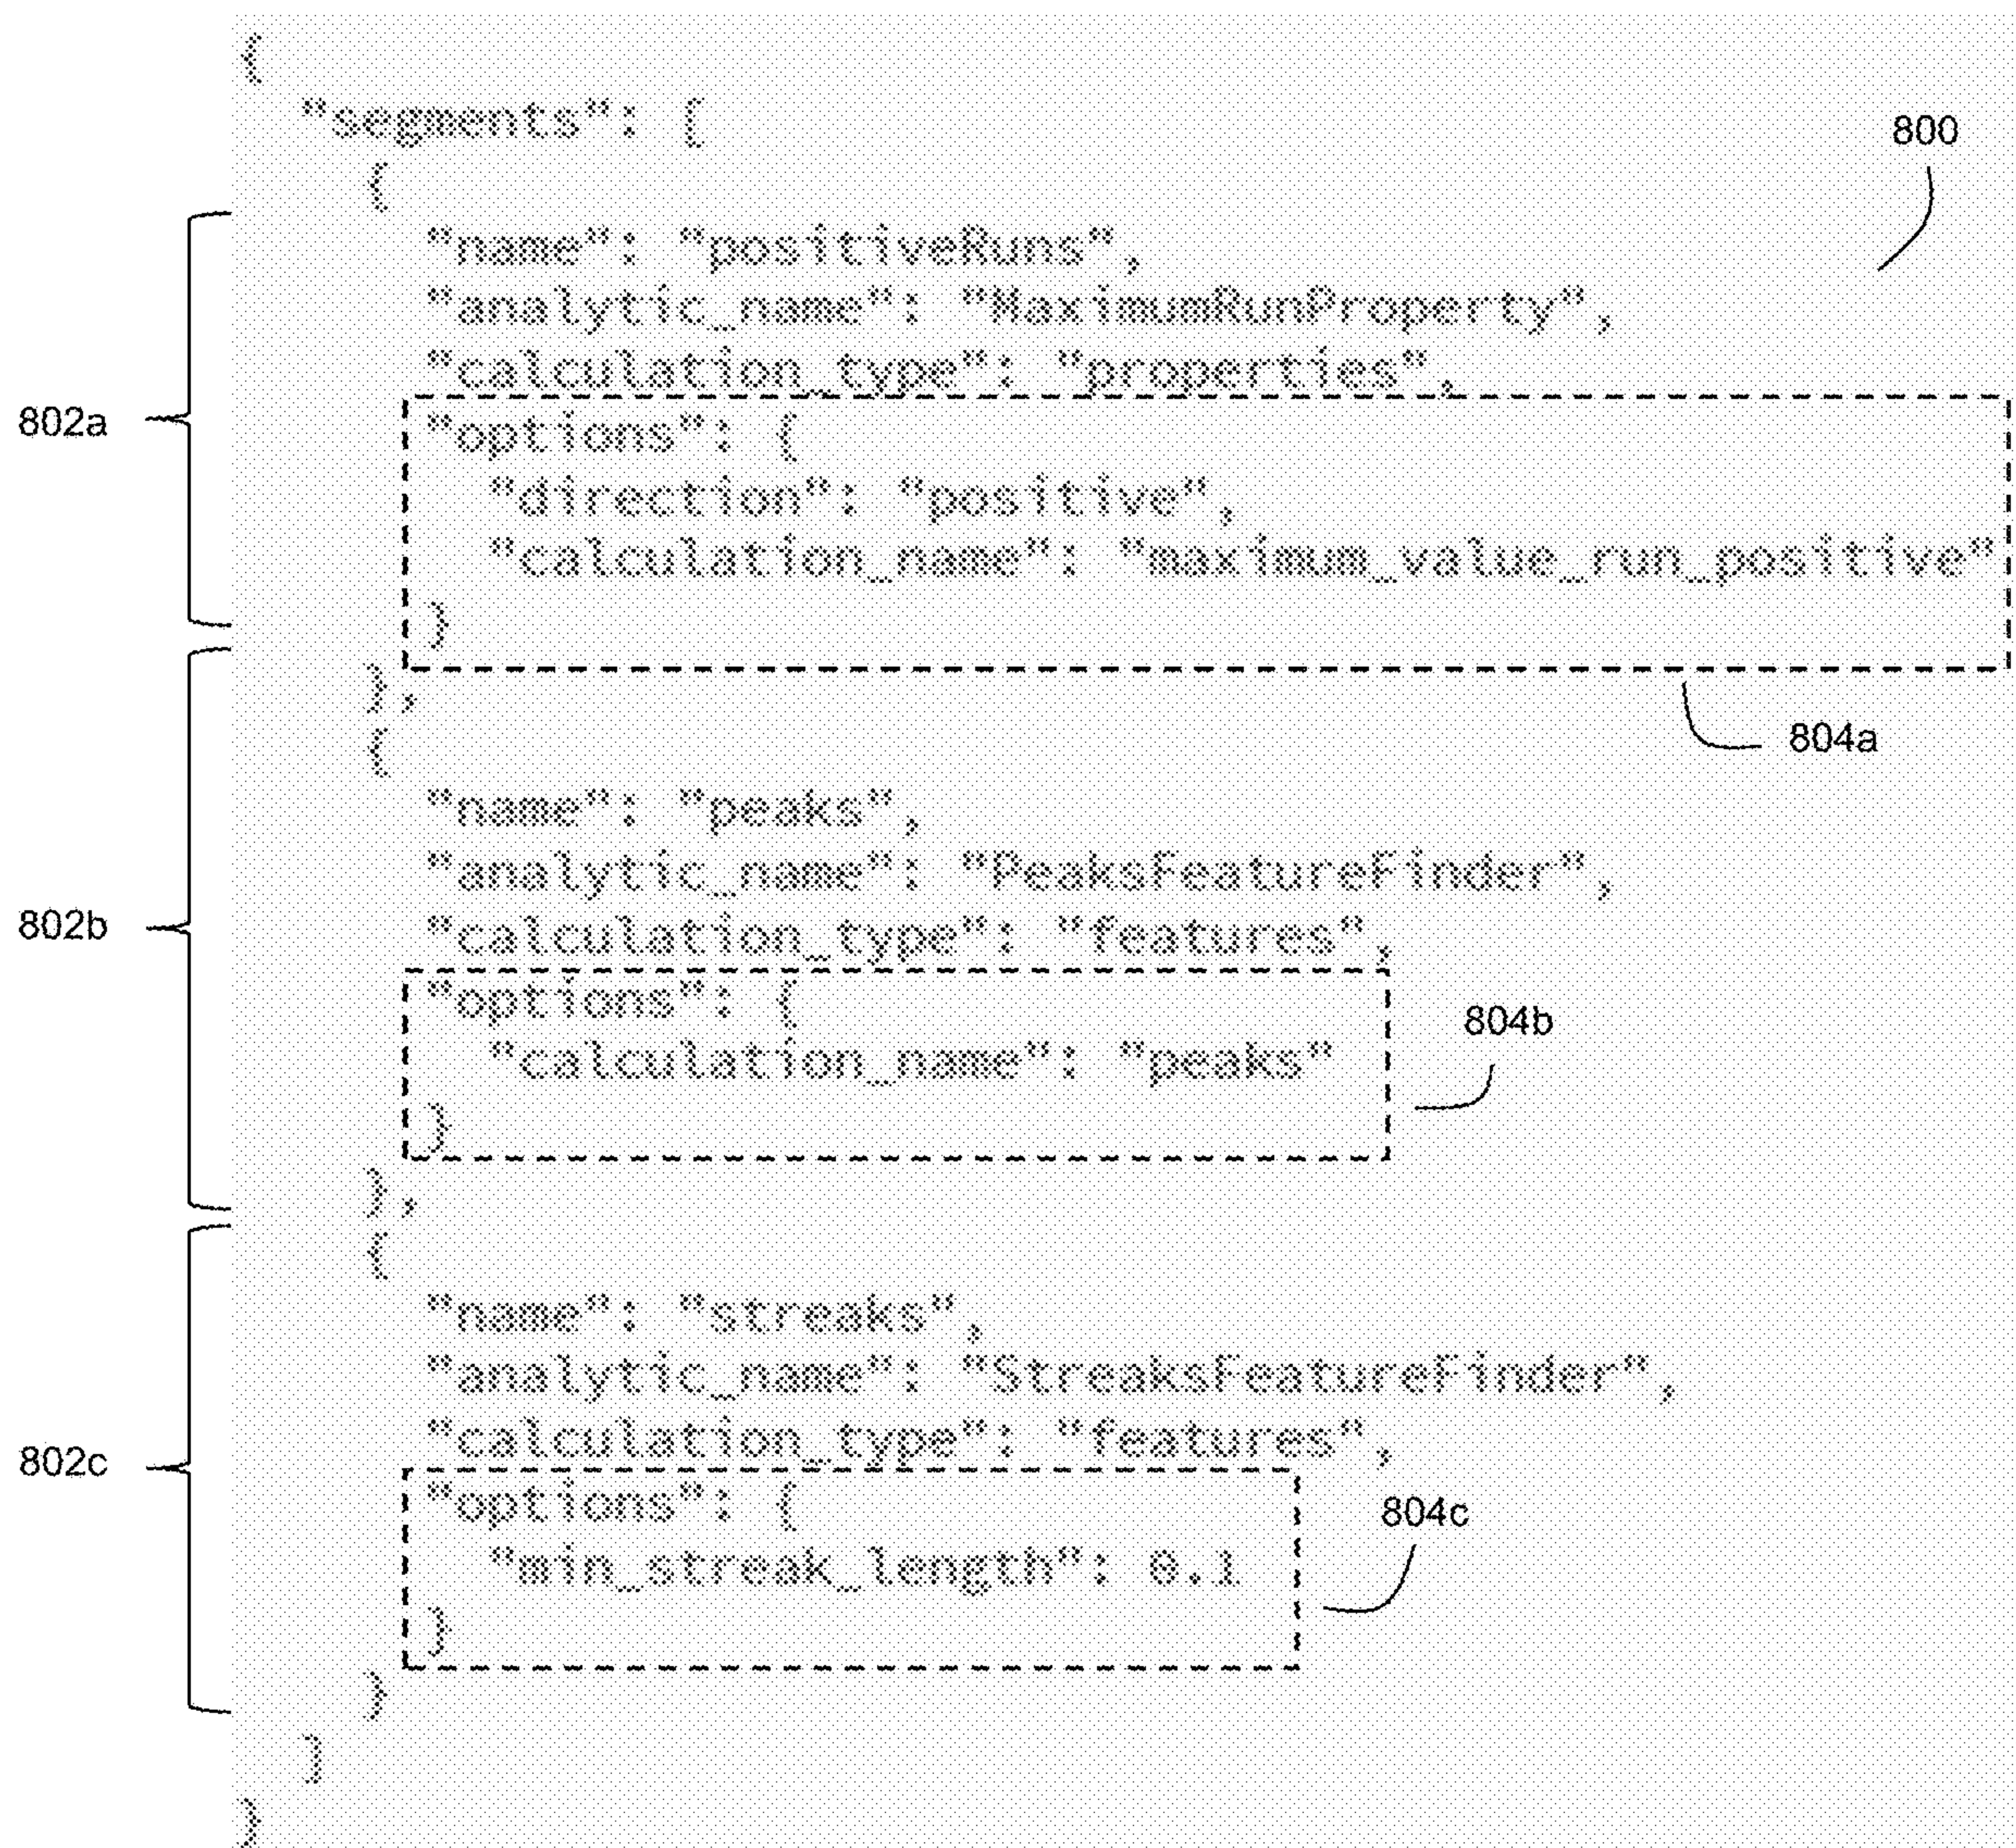 {
"segments": [
800
{
"name": "positiveRuns",
"analytic_name": "MaximumRunProperty",
"calculation_type": "properties",
802a
"options": {
"direction": "positive",
"calculation_name": "maximum_value_run_positive"
}
},
804a
{
"name": "peaks",
"analytic_name": "PeaksFeatureFinder",
802b
"calculation_type": "features",
"options": {
804b
"calculation_name": "peaks"
}
},
{
"name": "streaks",
"analytic_name": "StreaksFeatureFinder",
"calculation_type": "features",
802c
"options": {
804c
"min_streak_length": 0.1
}
}
]
}